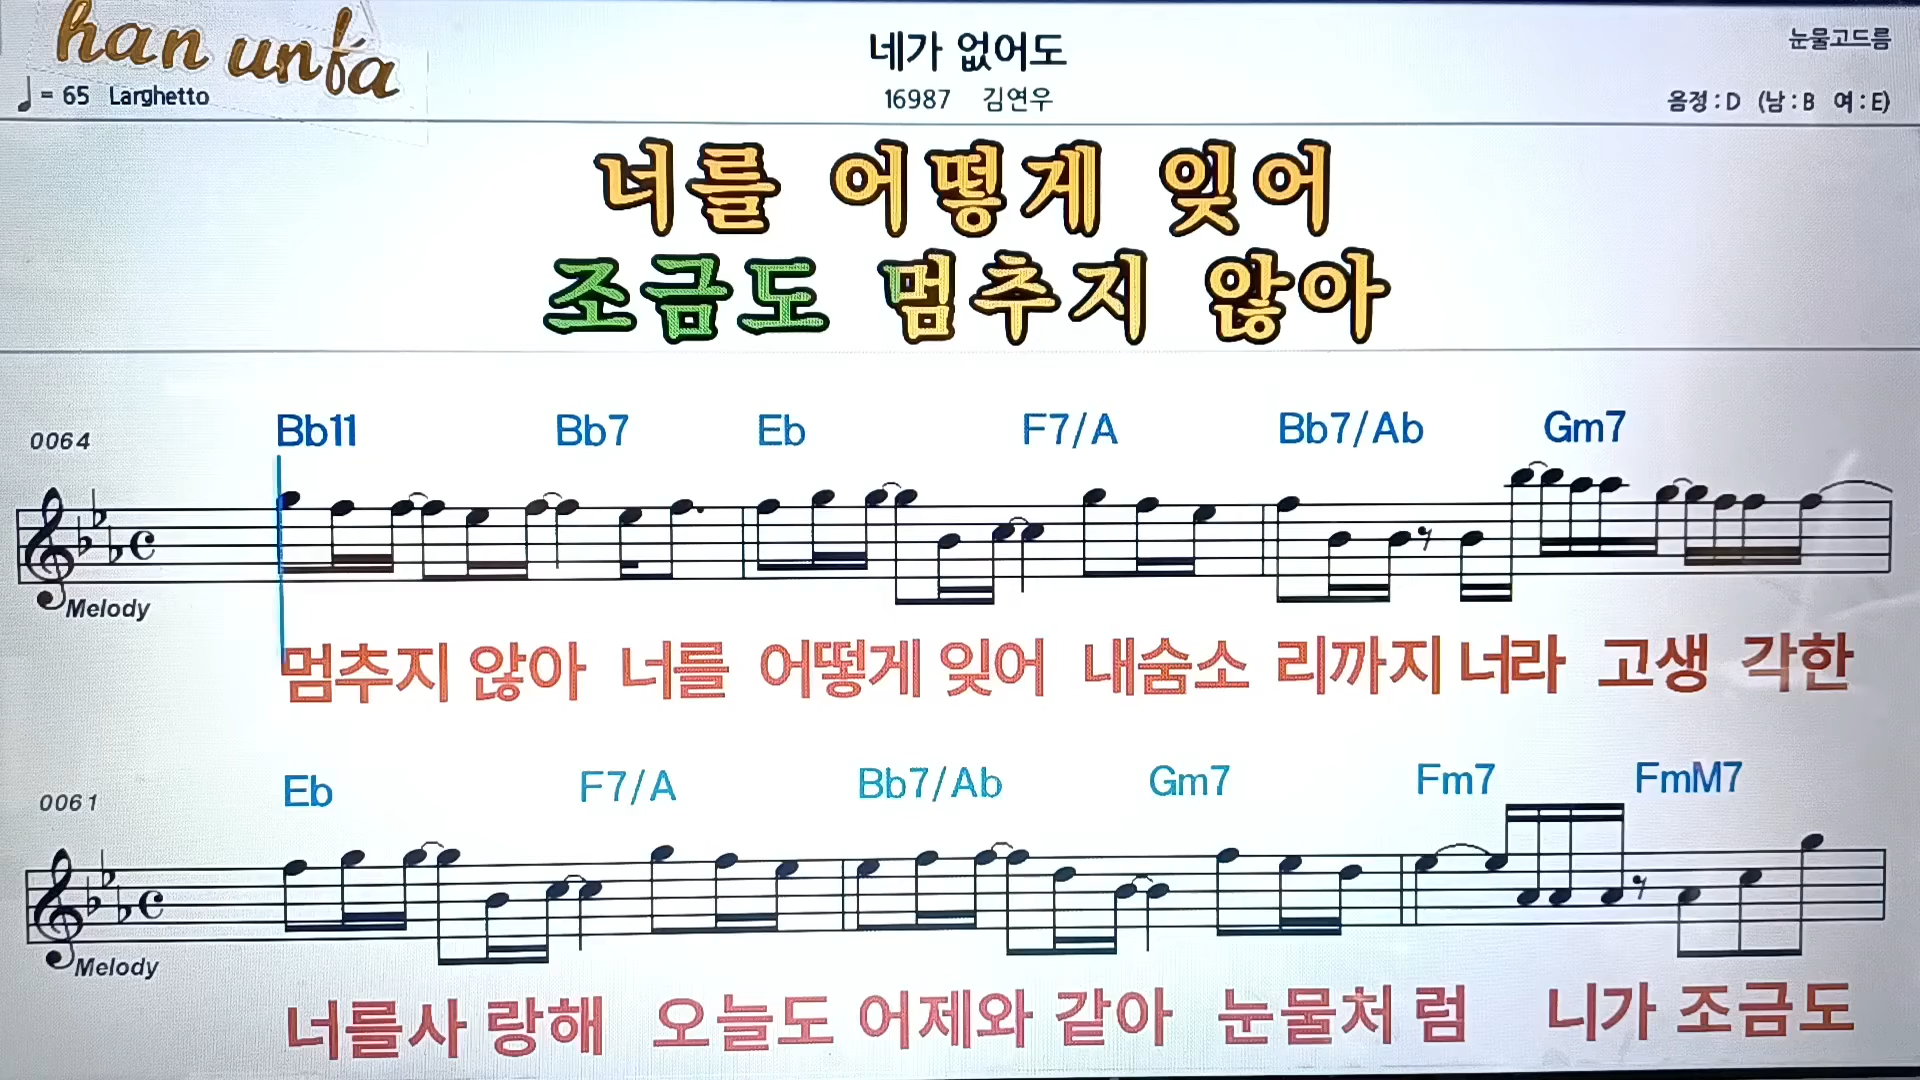 han unfa
네가 없어도
눈물고드름
♩= 65 Larghetto
16987 김연우
음정 : D (남 : B 여 : E)
너를 어떻게 잊어
조금도 멈추지 않아
0064 Bb11 Bb7 Eb F7/A Bb7/Ab Gm7
Melody
멈추지 않아 너를 어떻게 잊어 내숨소 리까지 너라 고생 각한
0061 Eb F7/A Bb7/Ab Gm7 Fm7 FmM7
Melody
너를사 랑해 오늘도 어제와 같아 눈물처 럼 니가 조금도